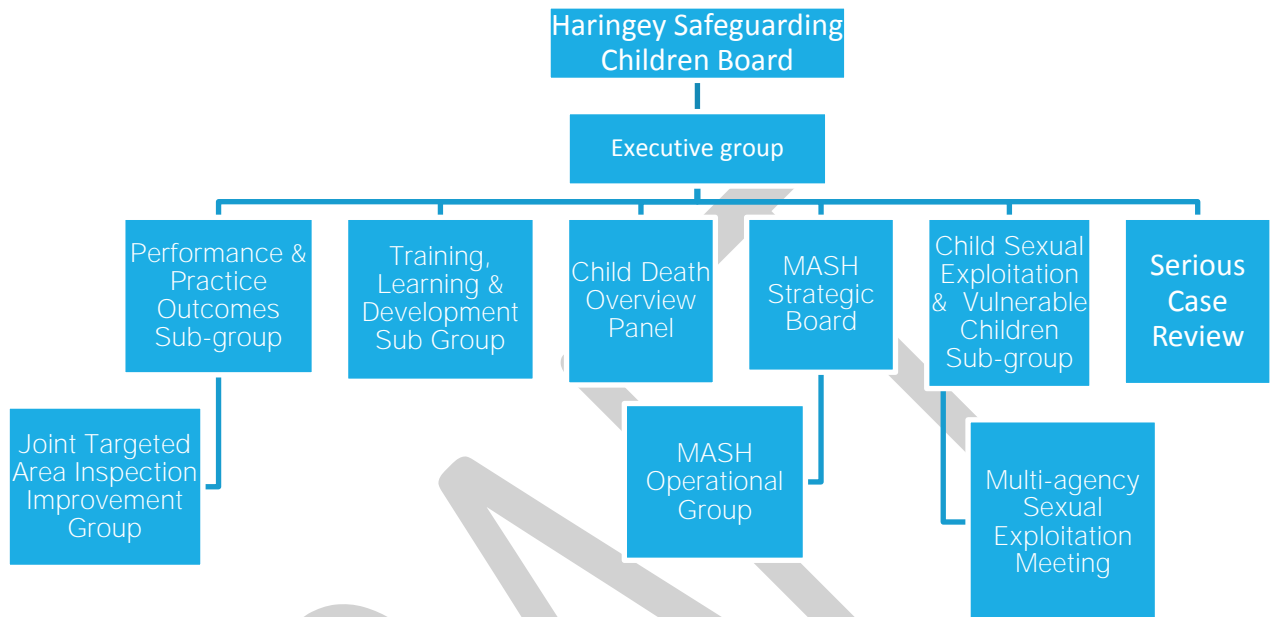 Haringey Safeguarding
Children Board
Executive group
Performance &
Practice
Outcomes
Sub-group
Training,
Learning &
Development
Sub Group
Child Death
Overview
Panel
MASH
Strategic
Board
Child Sexual
Exploitation
& Vulnerable
Children
Sub-group
Serious
Case
Review
Joint Targeted
Area Inspection
Improvement
Group
MASH
Operational
Group
Multi-agency
Sexual
Exploitation
Meeting